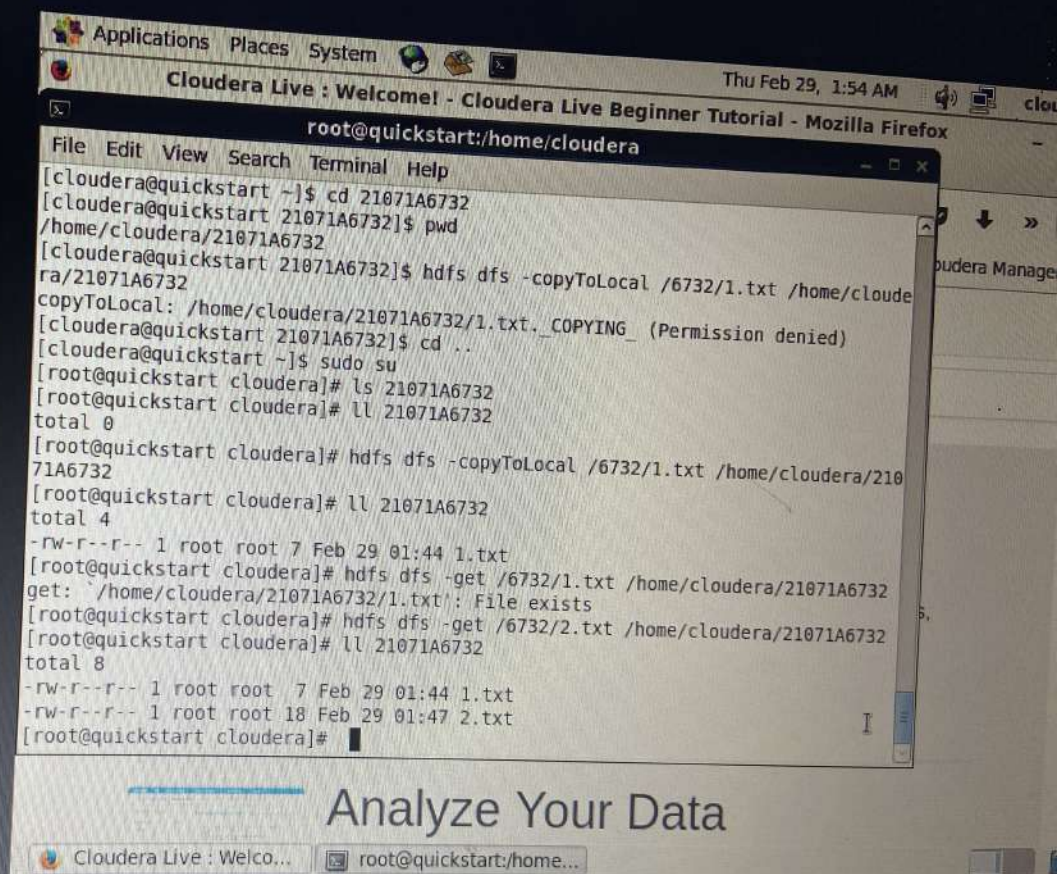 Applications Places System
Thu Feb 29, 1:54 AM
Cloudera Live : Welcome! - Cloudera Live Beginner Tutorial - Mozilla Firefox
root@quickstart:/home/cloudera
File Edit View Search Terminal Help
[cloudera@quickstart ~]$ cd 21071A6732
[cloudera@quickstart 21071A6732]$ pwd
/home/cloudera/21071A6732
[cloudera@quickstart 21071A6732]$ hdfs dfs -copyToLocal /6732/1.txt /home/cloude
ra/21071A6732
copyToLocal: /home/cloudera/21071A6732/1.txt._COPYING_ (Permission denied)
[cloudera@quickstart 21071A6732]$ cd ..
[cloudera@quickstart ~]$ sudo su
[root@quickstart cloudera]# ls 21071A6732
[root@quickstart cloudera]# ll 21071A6732
total 0
[root@quickstart cloudera]# hdfs dfs -copyToLocal /6732/1.txt /home/cloudera/210
71A6732
[root@quickstart cloudera]# ll 21071A6732
total 4
-rw-r--r-- 1 root root 7 Feb 29 01:44 1.txt
[root@quickstart cloudera]# hdfs dfs -get /6732/1.txt /home/cloudera/21071A6732
get: `/home/cloudera/21071A6732/1.txt': File exists
[root@quickstart cloudera]# hdfs dfs -get /6732/2.txt /home/cloudera/21071A6732
[root@quickstart cloudera]# ll 21071A6732
total 8
-rw-r--r-- 1 root root  7 Feb 29 01:44 1.txt
-rw-r--r-- 1 root root 18 Feb 29 01:47 2.txt
[root@quickstart cloudera]#
Analyze Your Data
Cloudera Live : Welco...
root@quickstart:/home...